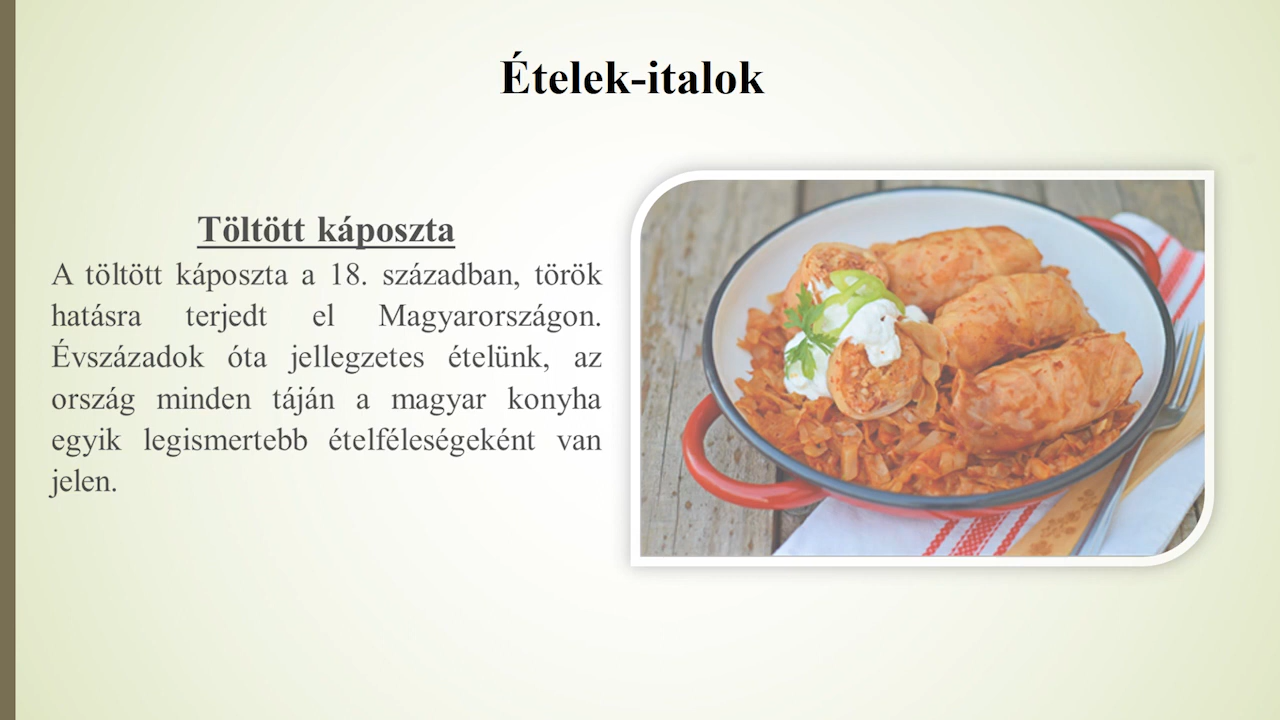 Ételek-italok
Töltött káposzta
A töltött káposzta a 18. században, török
hatásra terjedt el Magyarországon.
Évszázadok óta jellegzetes ételünk, az
ország minden táján a magyar konyha
egyik legismertebb ételféleségeként van
jelen.